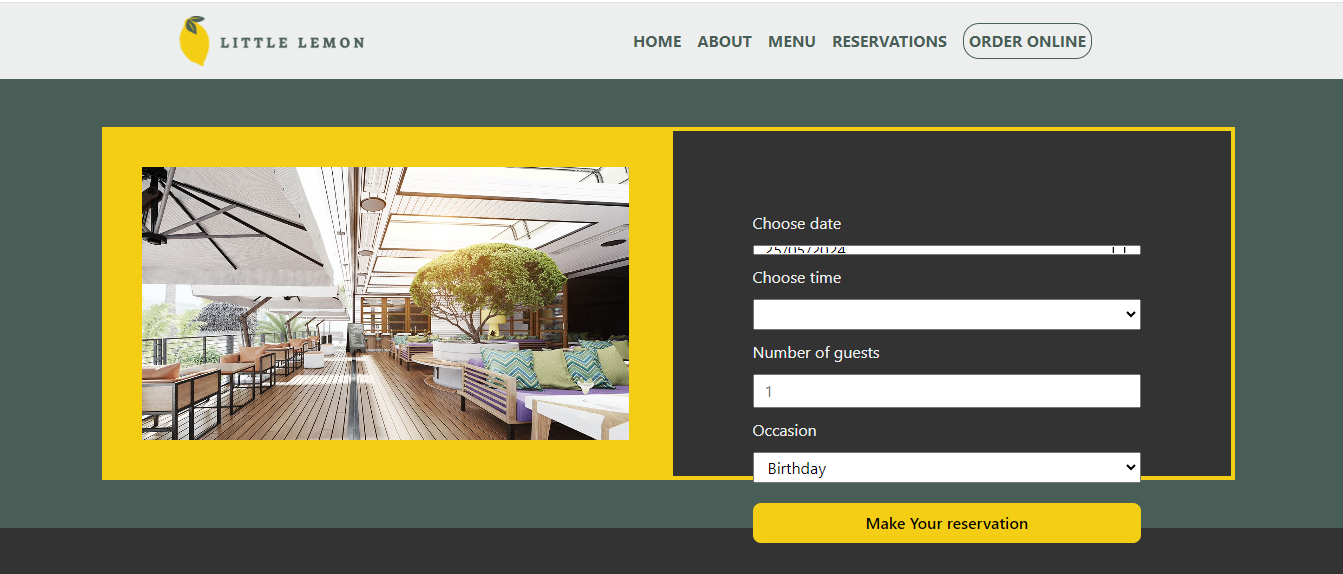 LITTLE LEMON
HOME ABOUT MENU RESERVATIONS ORDER ONLINE
Choose date
25/05/2024
Choose time
Number of guests
1
Occasion
Birthday
Make Your reservation